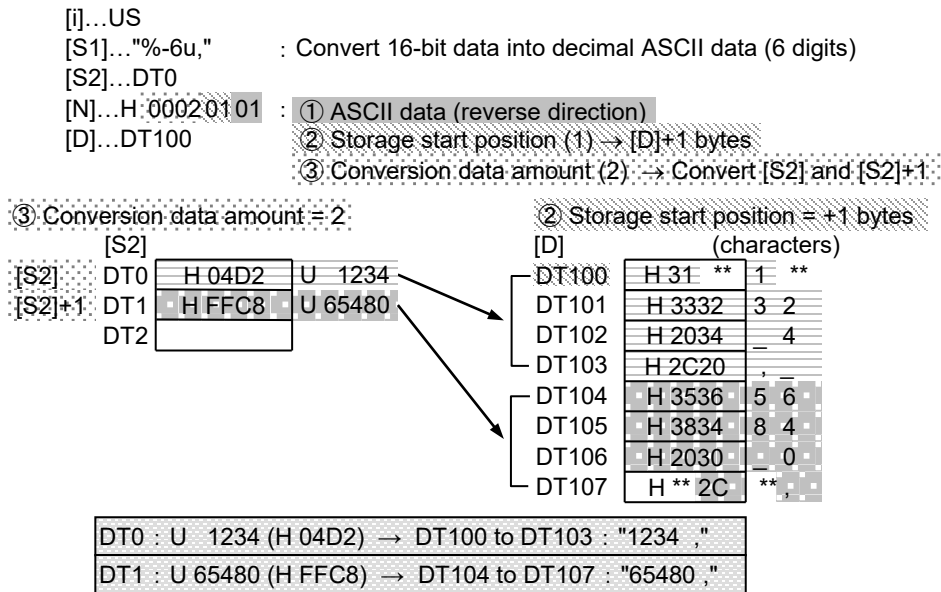 [i]…US
[S1]…"%-6u," : Convert 16-bit data into decimal ASCII data (6 digits)
[S2]…DT0
[N]…H 0002 01 01 : ① ASCII data (reverse direction)
[D]…DT100 ② Storage start position (1) → [D]+1 bytes
③ Conversion data amount (2) → Convert [S2] and [S2]+1
③ Conversion data amount = 2 ② Storage start position = +1 bytes
[S2] [D] (characters)
[S2] DT0 H 04D2 U 1234 DT100 H 31 ** 1 **
[S2]+1 DT1 H FFC8 U 65480 DT101 H 3332 3 2
DT2 DT102 H 2034 _ 4
DT103 H 2C20 , _
DT104 H 3536 5 6
DT105 H 3834 8 4
DT106 H 2030 _ 0
DT107 H ** 2C ** ,
DT0 : U 1234 (H 04D2) → DT100 to DT103 : "1234 ,"
DT1 : U 65480 (H FFC8) → DT104 to DT107 : "65480 ,"